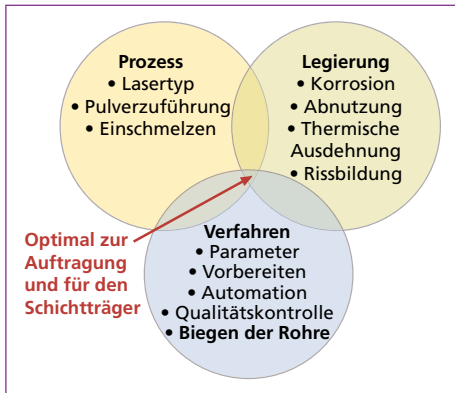 Prozess
• Lasertyp
• Pulverzuführung
• Einschmelzen
Legierung
• Korrosion
• Abnutzung
• Thermische
Ausdehnung
• Rissbildung
Optimal zur
Auftragung
und für den
Schichtträger
Verfahren
• Parameter
• Vorbereiten
• Automation
• Qualitätskontrolle
• Biegen der Rohre